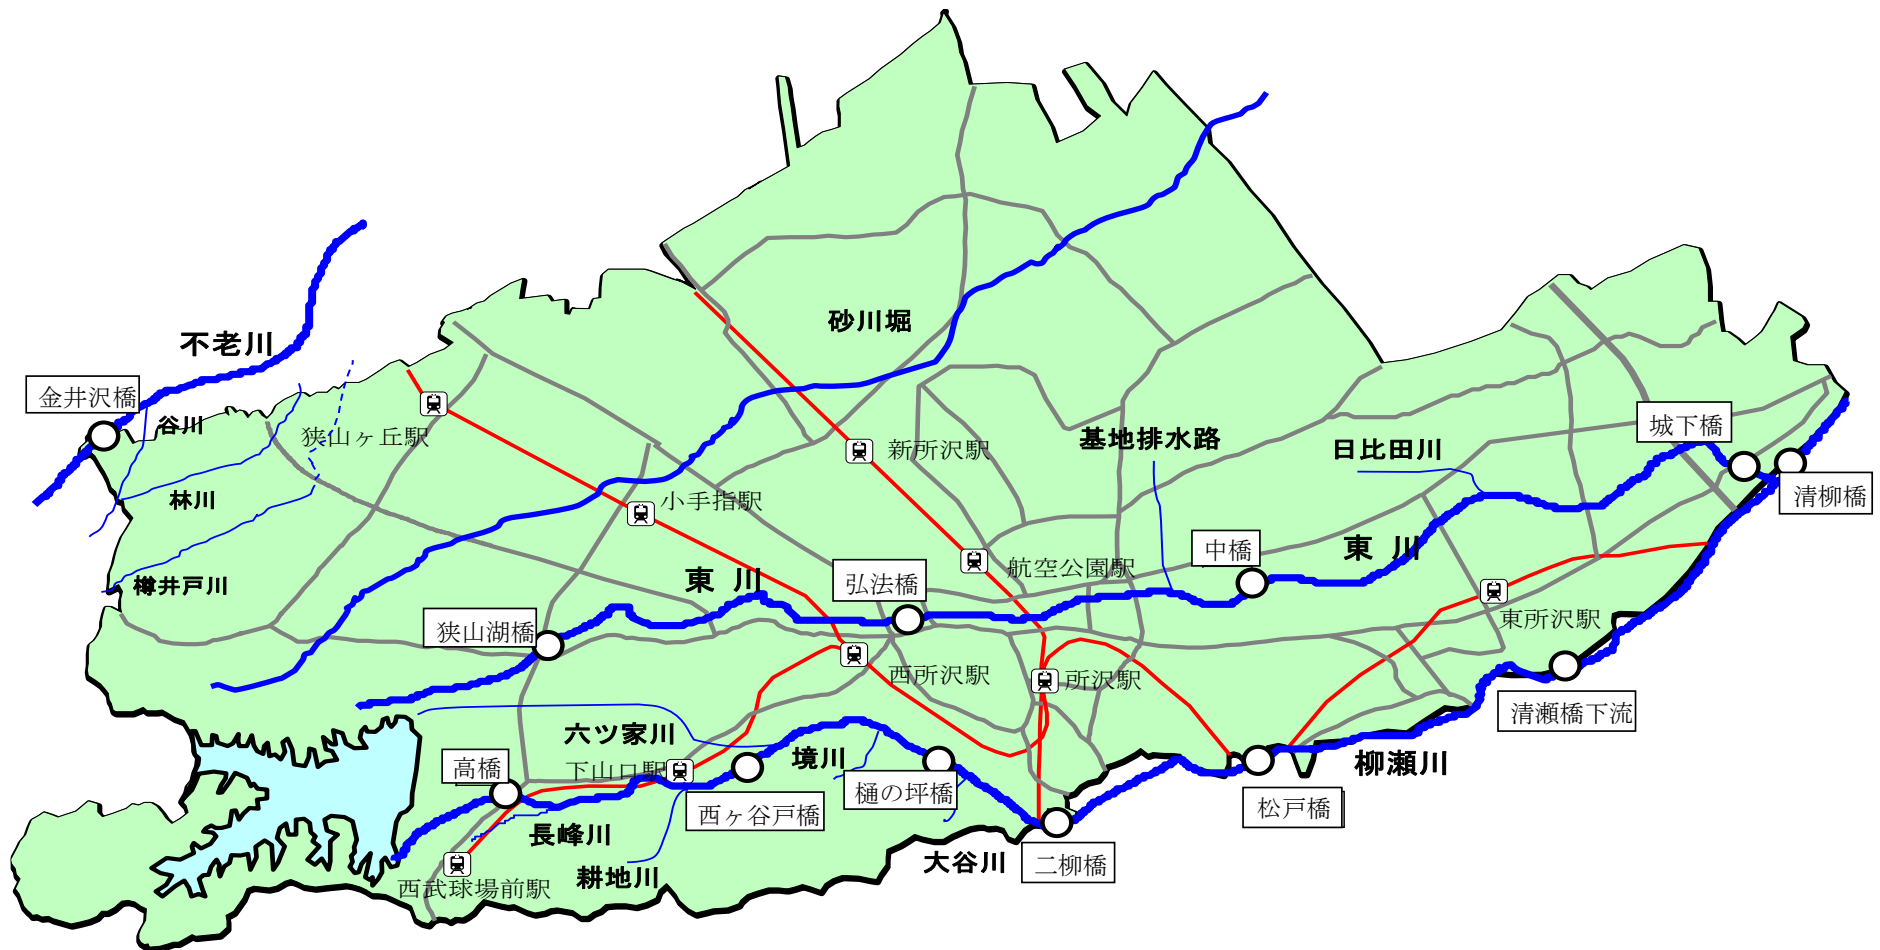 砂川堀
不老川
金井沢橋
谷川
狭山ヶ丘駅
新所沢駅
基地排水路
日比田川
城下橋
清柳橋
林川
小手指駅
樽井戸川
東 川
弘法橋
航空公園駅
中橋
東 川
狭山湖橋
東所沢駅
西所沢駅
所沢駅
清瀬橋下流
六ツ家川
高橋
下山口駅
境川
樋の坪橋
柳瀬川
西ヶ谷戸橋
松戸橋
長峰川
大谷川
二柳橋
耕地川
西武球場前駅